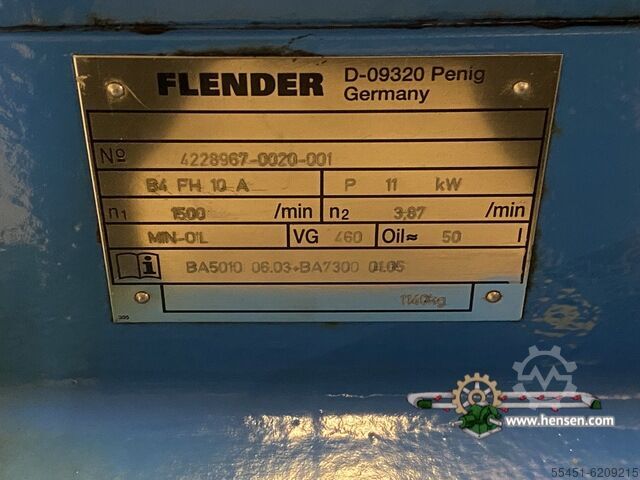 FLENDER D-09320 Penig
Germany
No 4228967-0020-001
B4 FH 10 A P 11 kW
n1 1500 /min n2 3,87 /min
MIN-OIL VG 460 Oil≈ 50 l
BA5010 06.03+BA7300 01.05
1140kg
www.hensen.com
55451-6209215